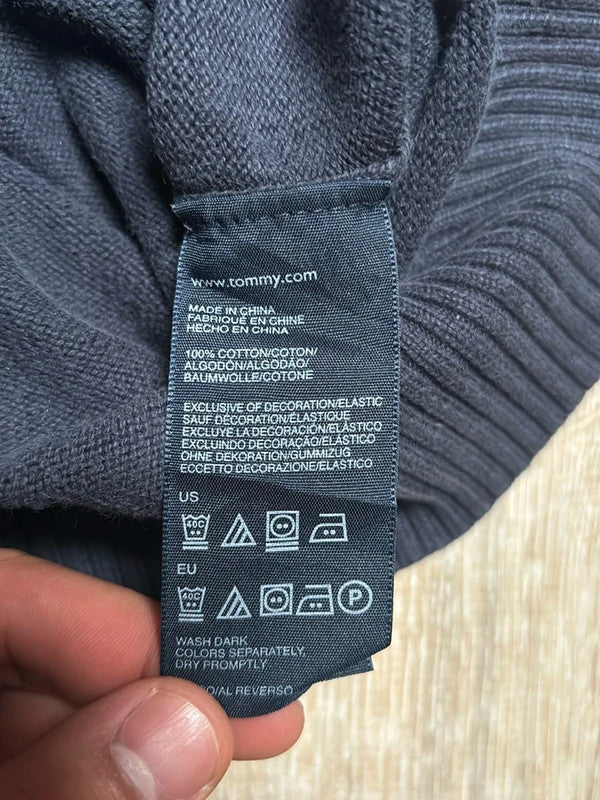 www.tommy.com
MADE IN CHINA
FABRIQUÉ EN CHINE
HECHO EN CHINA
100% COTTON/COTON/
ALGODÓN/ALGODÃO/
BAUMWOLLE/COTONE
EXCLUSIVE OF DECORATION/ELASTIC
SAUF DÉCORATION/ÉLASTIQUE
EXCLUYE LA DECORACIÓN/ELÁSTICO
EXCLUINDO DECORAÇÃO/ELÁSTICO
OHNE DEKORATION/GUMMIZUG
ECCETTO DECORAZIONE/ELASTICO
US
40C
EU
40C
P
WASH DARK
COLORS SEPARATELY,
DRY PROMPTLY
O/AL REVERSO